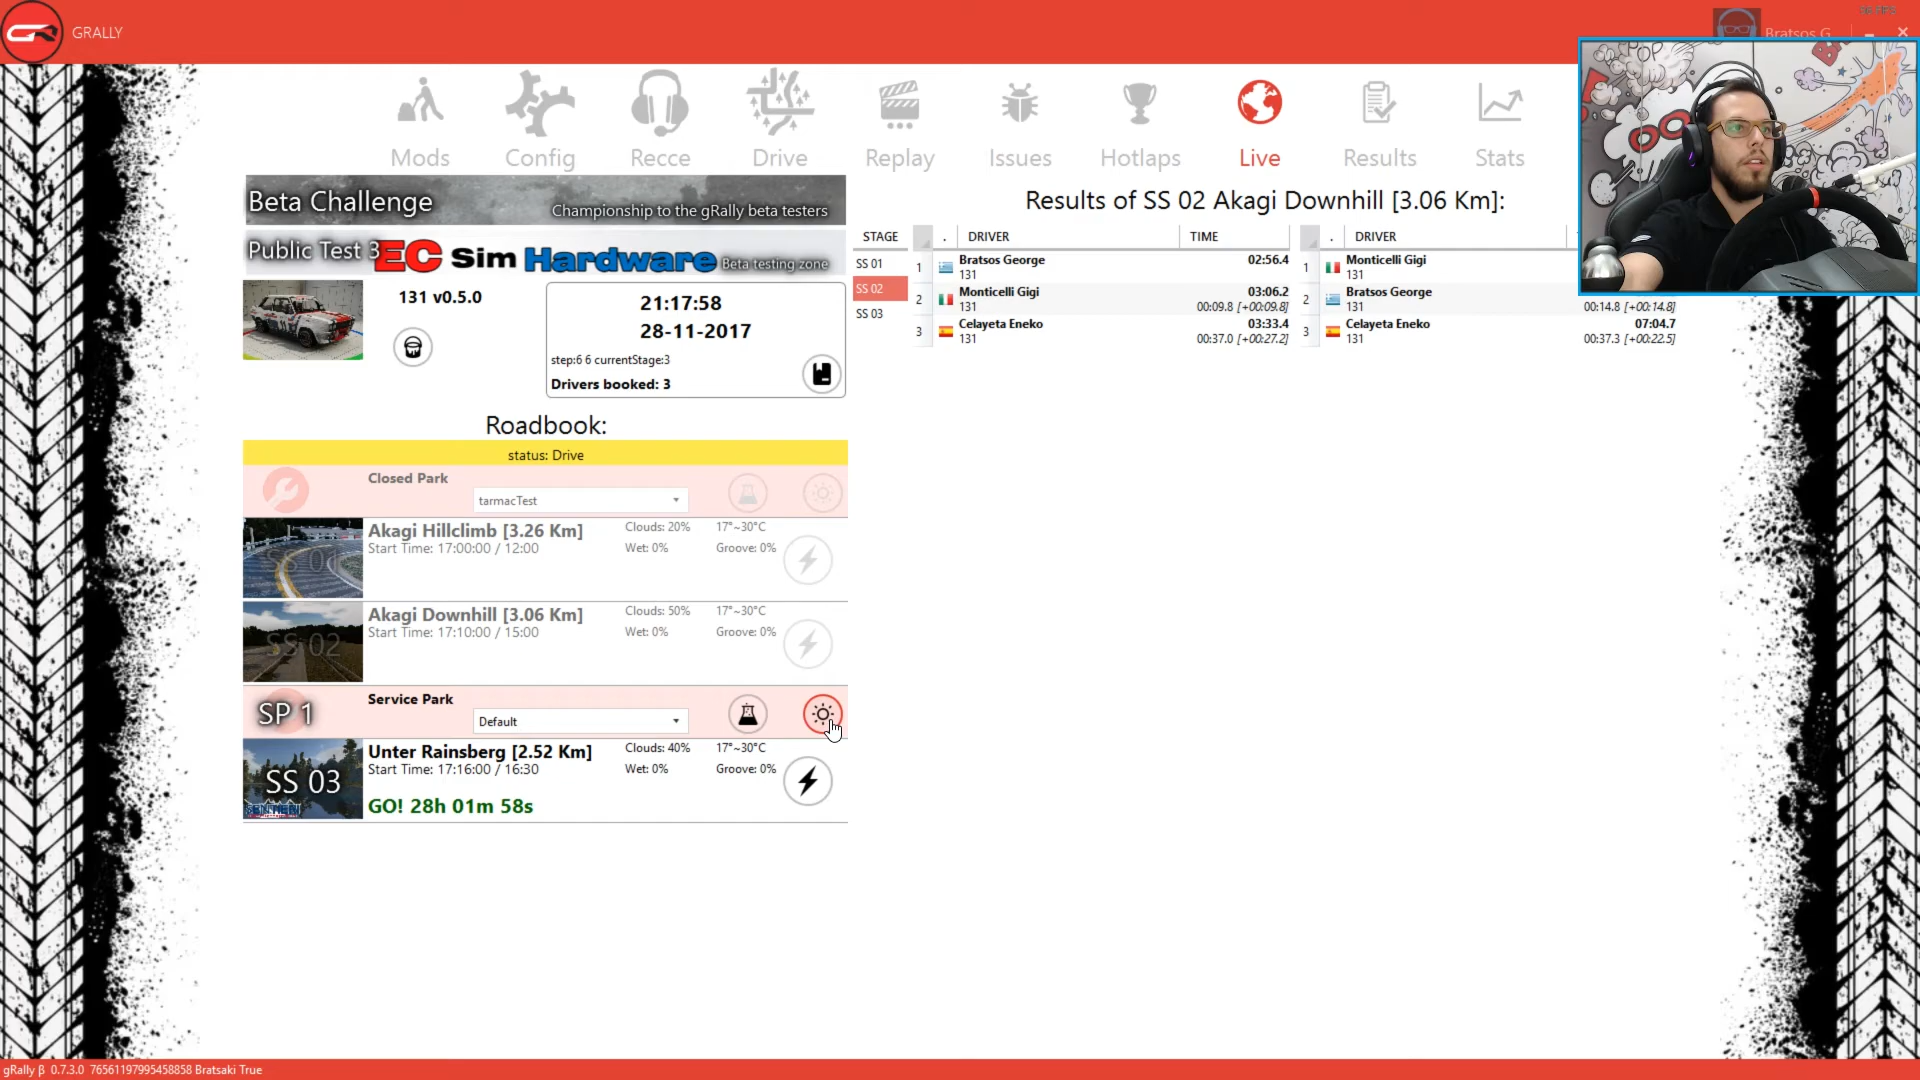 GRALLY
Bratsos G
Mods
Config
Recce
Drive
Replay
Issues
Hotlaps
Live
Results
Stats
Beta Challenge
Championship to the gRally beta testers
Public Test 3
EC Sim Hardware
Beta testing zone
131 v0.5.0
21:17:58
28-11-2017
step:6 6 currentStage:3
Drivers booked: 3
Roadbook:
status: Drive
Closed Park
tarmacTest
SS 01
Akagi Hillclimb [3.26 Km]
Start Time: 17:00:00 / 12:00
Clouds: 20%
17°~30°C
Wet: 0%
Groove: 0%
SS 02
Akagi Downhill [3.06 Km]
Start Time: 17:10:00 / 15:00
Clouds: 50%
17°~30°C
Wet: 0%
Groove: 0%
SP 1
Service Park
Default
SS 03
Unter Rainsberg [2.52 Km]
Start Time: 17:16:00 / 16:30
GO! 28h 01m 58s
Clouds: 40%
17°~30°C
Wet: 0%
Groove: 0%
Results of SS 02 Akagi Downhill [3.06 Km]:
STAGE
SS 01
SS 02
SS 03
. DRIVER TIME
1 Bratsos George 02:56.4
131
2 Monticelli Gigi 03:06.2
131 00:09.8 [+00:09.8]
3 Celayeta Eneko 03:33.4
131 00:37.0 [+00:27.2]
. DRIVER
1 Monticelli Gigi
131
2 Bratsos George
131 00:14.8 [+00:14.8]
3 Celayeta Eneko 07:04.7
131 00:37.3 [+00:22.5]
gRally β 0.7.3.0 76561197995458858 Bratsaki True